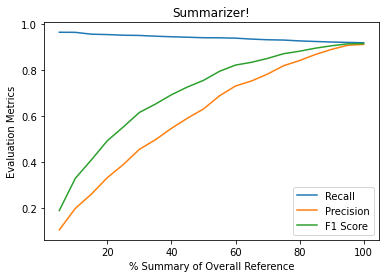 Summarizer!
Evaluation Metrics
1.0
0.8
0.6
0.4
0.2
20 40 60 80 100
% Summary of Overall Reference
Recall
Precision
F1 Score